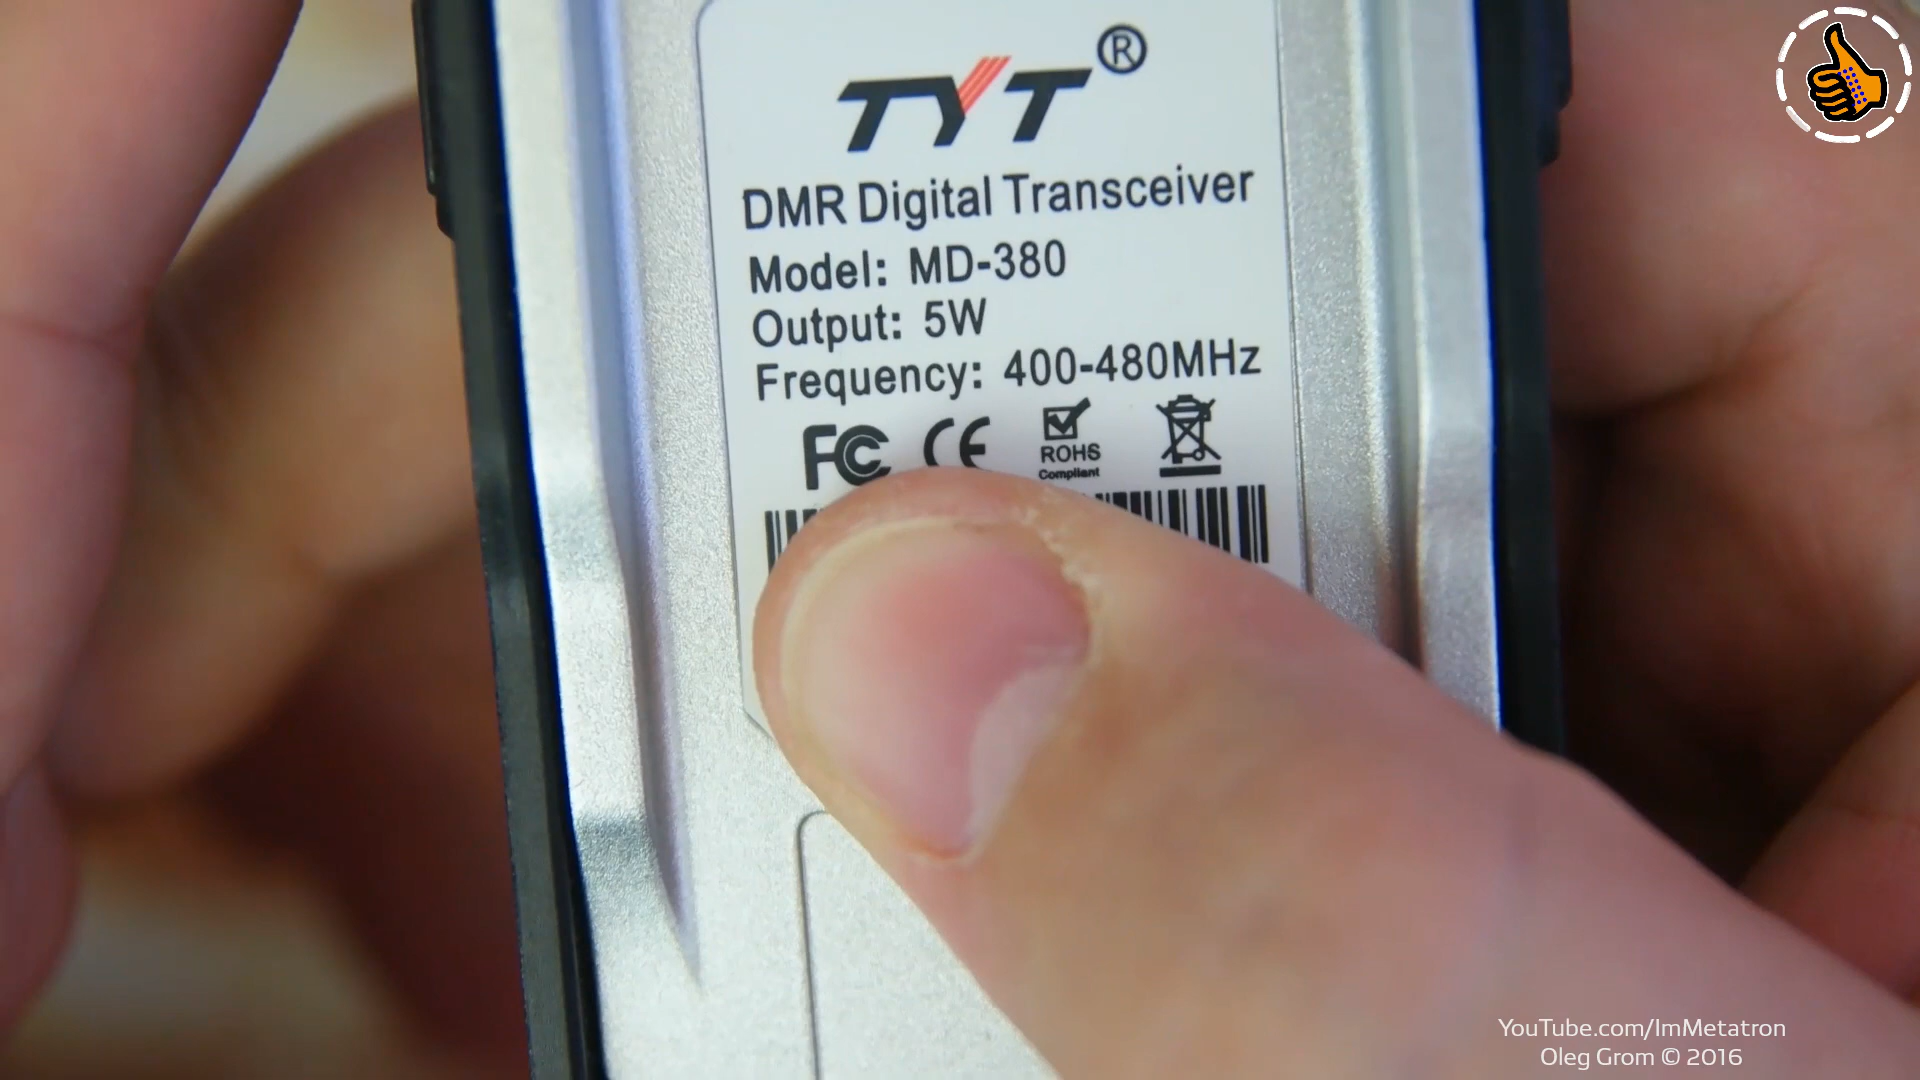 TYT®
DMR Digital Transceiver
Model: MD-380
Output: 5W
Frequency: 400-480MHz
FC CE ROHS
Compliant
YouTube.com/ImMetatron
Oleg Grom © 2016